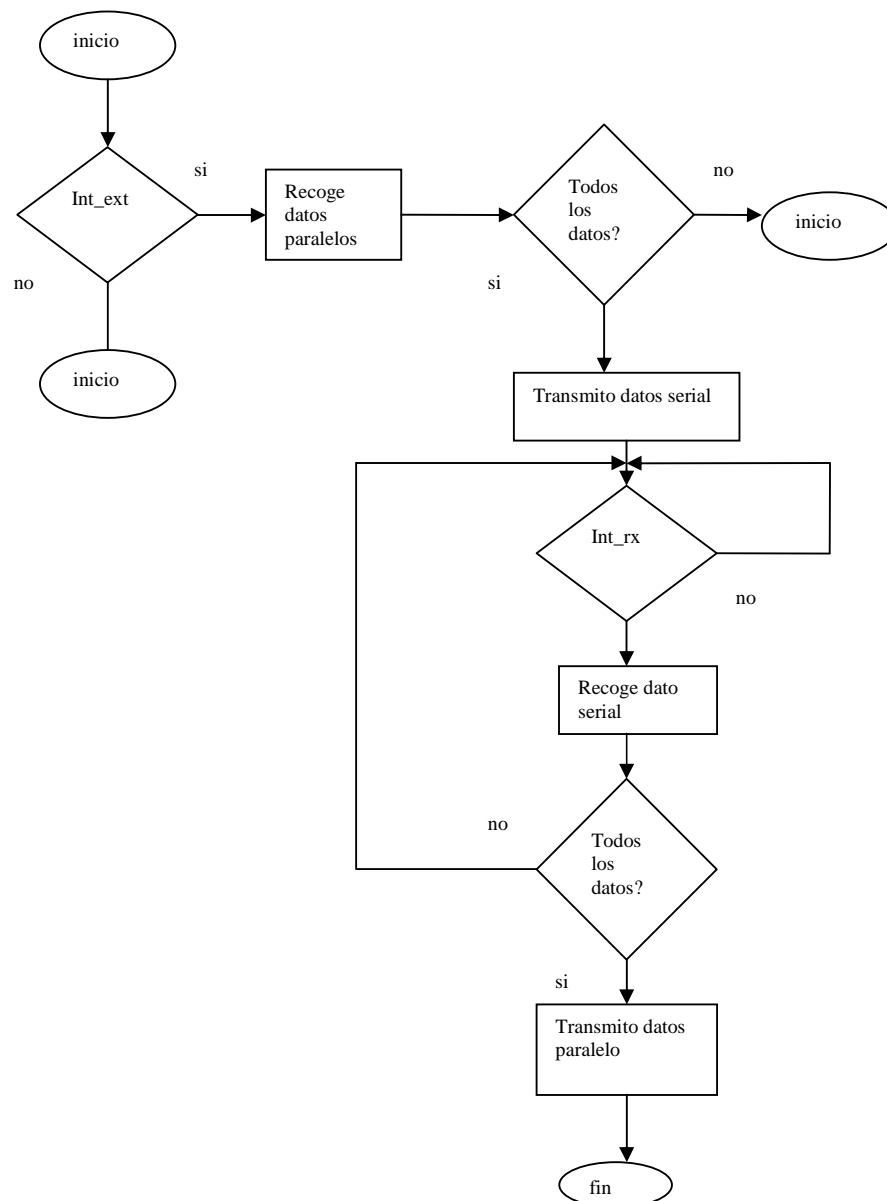 inicio
Int_ext
si
no
Recoge
datos
paralelos
Todos
los
datos?
no
si
inicio
inicio
Transmito datos serial
Int_rx
no
Recoge dato
serial
Todos
los
datos?
no
si
Transmito datos
paralelo
fin